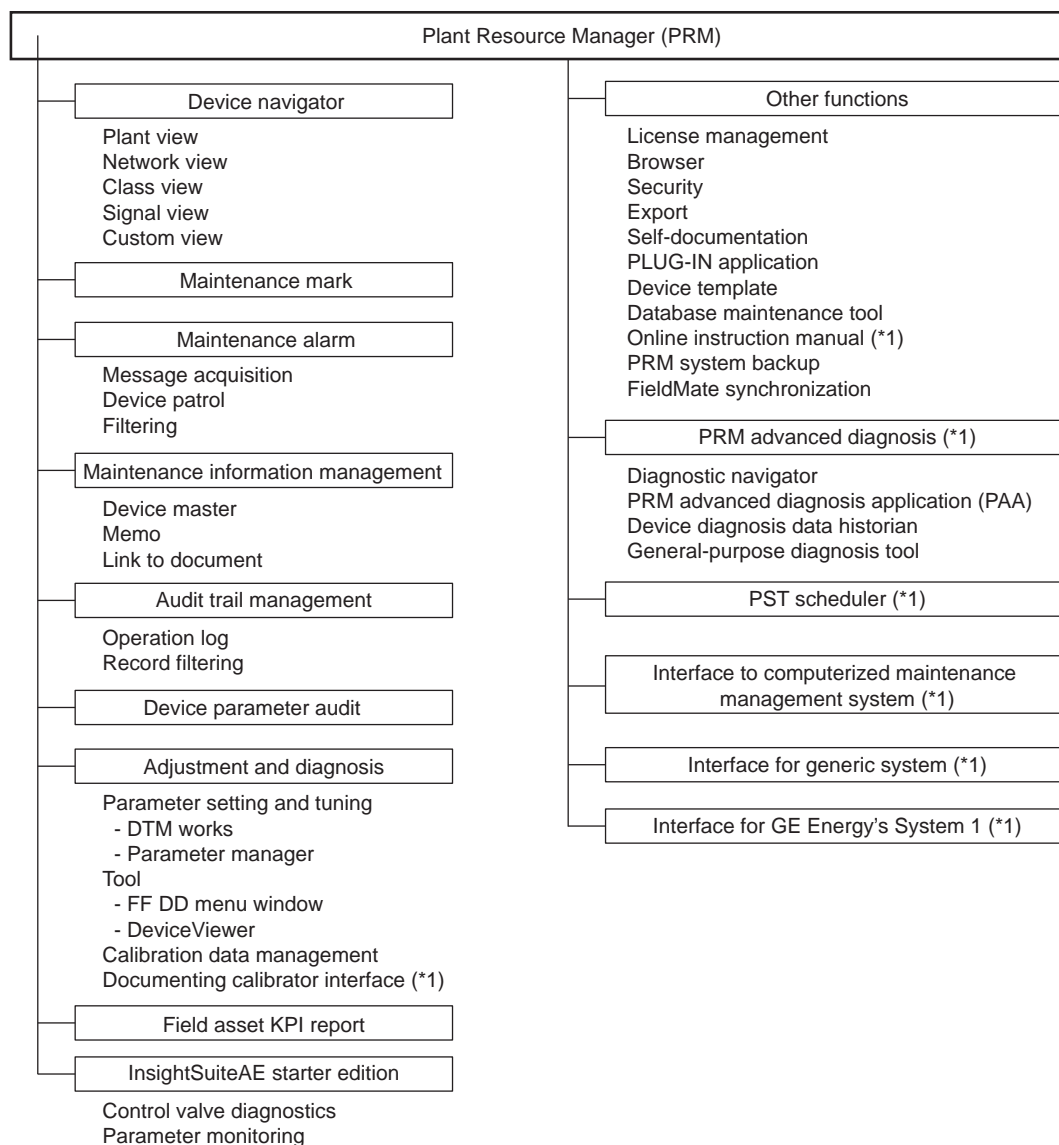 Plant Resource Manager (PRM)
Device navigator
Plant view
Network view
Class view
Signal view
Custom view
Maintenance mark
Maintenance alarm
Message acquisition
Device patrol
Filtering
Maintenance information management
Device master
Memo
Link to document
Audit trail management
Operation log
Record filtering
Device parameter audit
Adjustment and diagnosis
Parameter setting and tuning
- DTM works
- Parameter manager
Tool
- FF DD menu window
- DeviceViewer
Calibration data management
Documenting calibrator interface (*1)
Field asset KPI report
InsightSuiteAE starter edition
Control valve diagnostics
Parameter monitoring
Other functions
License management
Browser
Security
Export
Self-documentation
PLUG-IN application
Device template
Database maintenance tool
Online instruction manual (*1)
PRM system backup
FieldMate synchronization
PRM advanced diagnosis (*1)
Diagnostic navigator
PRM advanced diagnosis application (PAA)
Device diagnosis data historian
General-purpose diagnosis tool
PST scheduler (*1)
Interface to computerized maintenance
management system (*1)
Interface for generic system (*1)
Interface for GE Energy's System 1 (*1)